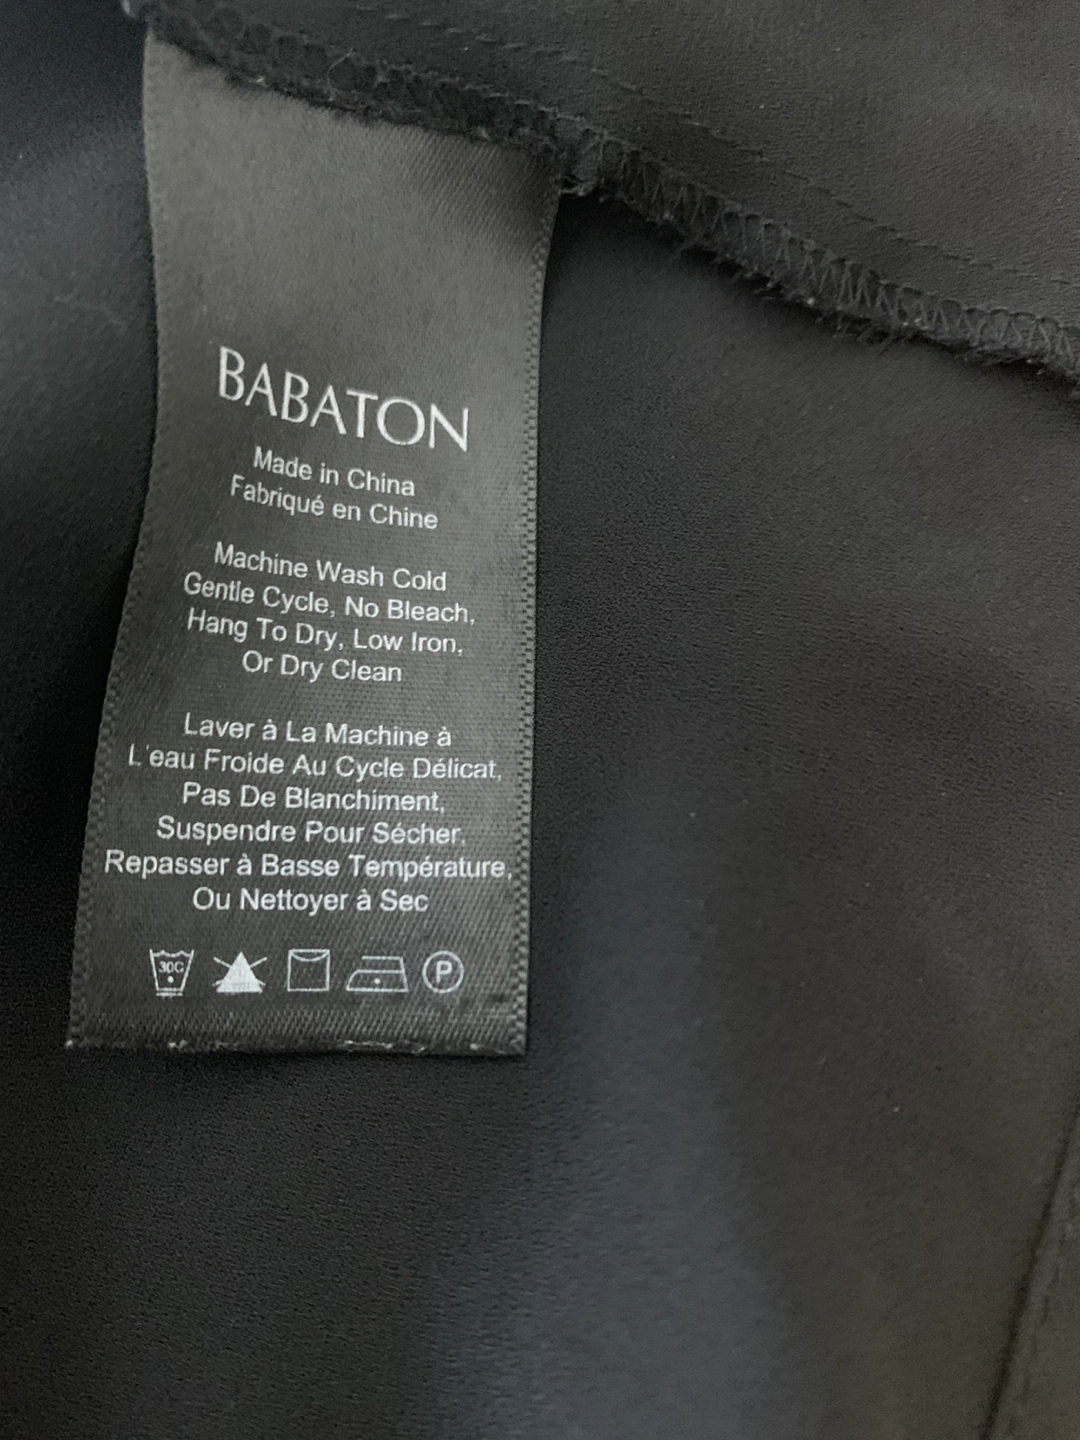 BABATON
Made in China
Fabriqué en Chine
Machine Wash Cold
Gentle Cycle, No Bleach,
Hang To Dry, Low Iron,
Or Dry Clean
Laver à La Machine à
L'eau Froide Au Cycle Délicat,
Pas De Blanchiment,
Suspendre Pour Sécher,
Repasser à Basse Température,
Ou Nettoyer à Sec
30C P